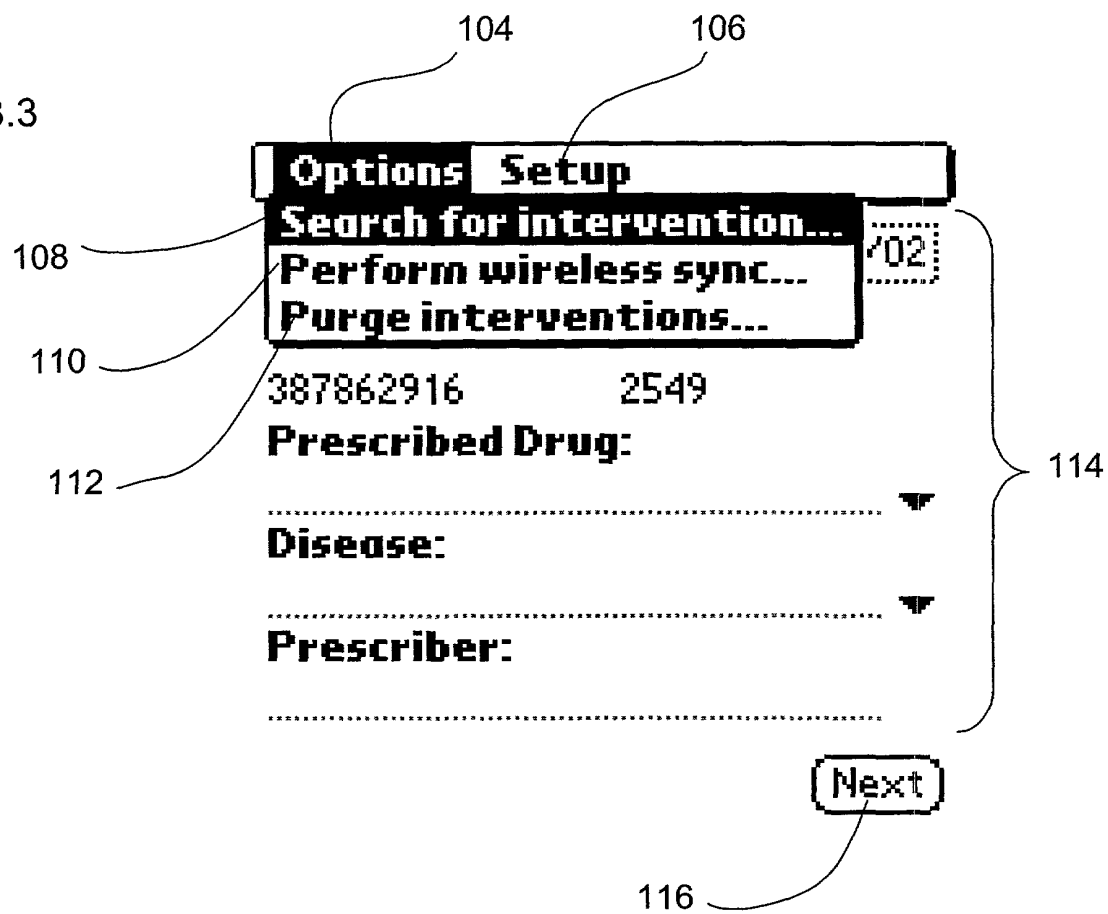 104 106
.3
Options Setup
Search for intervention...
108 /02
Perform wireless sync...
Purge interventions...
110
387862916 2549
Prescribed Drug:
112 114
Disease:
Prescriber:
Next
116